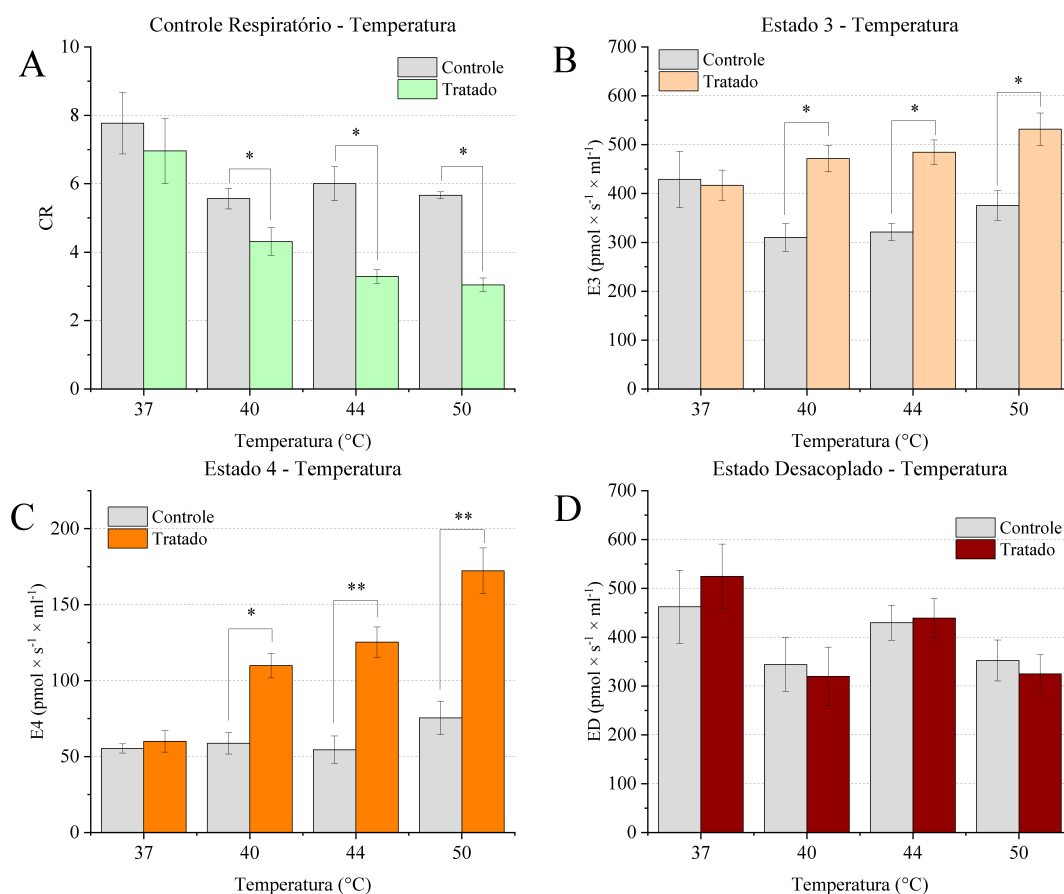 Controle Respiratório - Temperatura
A
CR
10
8
6
4
2
0
Controle
Tratado
*
*
*
37 40 44 50
Temperatura (°C)
Estado 3 - Temperatura
B
E3 (pmol × s⁻¹ × ml⁻¹)
700
600
500
400
300
200
100
0
Controle
Tratado
*
*
*
37 40 44 50
Temperatura (°C)
Estado 4 - Temperatura
C
E4 (pmol × s⁻¹ × ml⁻¹)
200
150
100
50
0
Controle
Tratado
*
**
**
37 40 44 50
Temperatura (°C)
Estado Desacoplado - Temperatura
D
ED (pmol × s⁻¹ × ml⁻¹)
700
600
500
400
300
200
100
0
Controle
Tratado
37 40 44 50
Temperatura (°C)